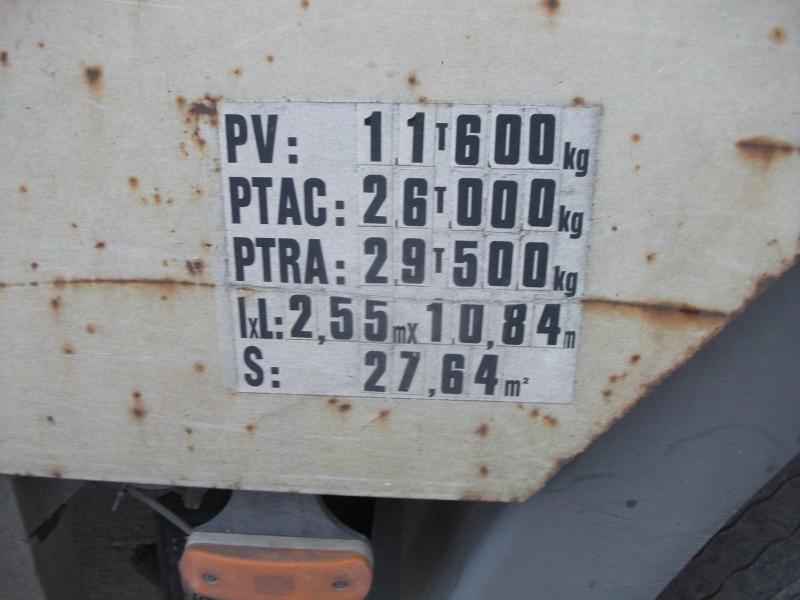 PV: 11T600kg
PTAC: 26T000kg
PTRA: 29T500kg
lxL: 2,55mx10,84m
S: 27,64m²